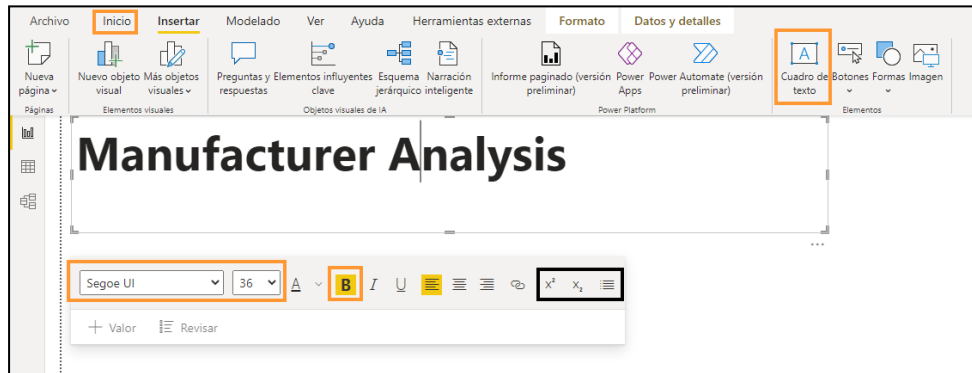 Archivo Inicio Insertar Modelado Ver Ayuda Herramientas externas Formato Datos y detalles
Nueva página
Nuevo objeto visual
Más objetos visuales
Preguntas y respuestas
Elementos influyentes clave
Esquema jerárquico
Narración inteligente
Informe paginado (versión preliminar)
Power Apps
Power Automate (versión preliminar)
Cuadro de texto
Botones
Formas
Imagen
Páginas Elementos visuales Objetos visuales de IA Power Platform Elementos
Manufacturer Analysis
Segoe UI 36 A B I U x² x₂
+ Valor Revisar